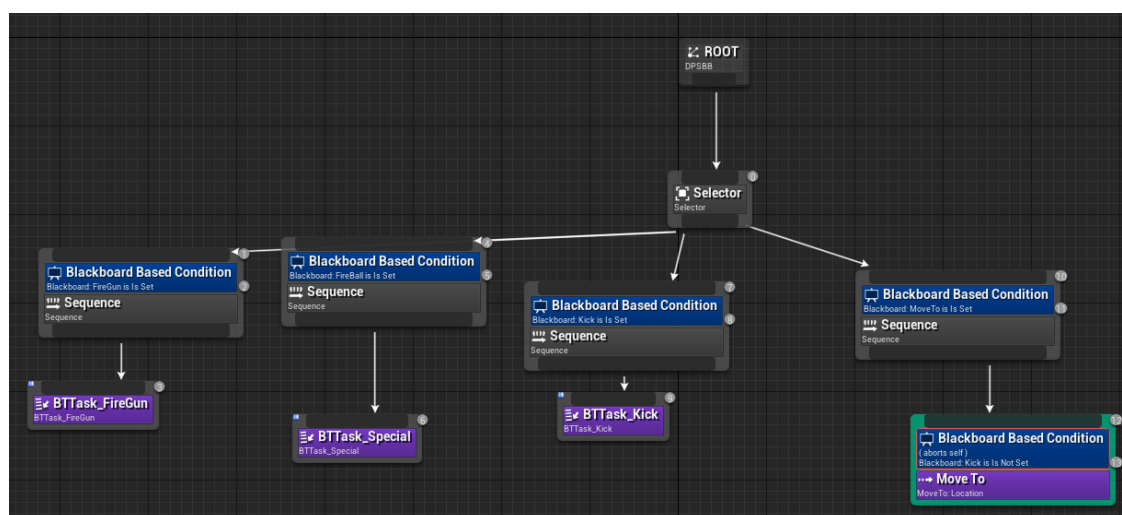 ROOT
DPSBB
Selector
Selector
0
1
Blackboard Based Condition
Blackboard: FireGun is Is Set
2
Sequence
Sequence
BTTask_FireGun
BTTask_FireGun
3
4
Blackboard Based Condition
Blackboard: FireBall is Is Set
5
Sequence
Sequence
BTTask_Special
BTTask_Special
6
7
Blackboard Based Condition
Blackboard: Kick is Is Set
8
Sequence
Sequence
BTTask_Kick
BTTask_Kick
9
10
Blackboard Based Condition
Blackboard: MoveTo is Is Set
11
Sequence
Sequence
12
Blackboard Based Condition
( aborts self )
Blackboard: Kick is Is Not Set
13
Move To
MoveTo: Location